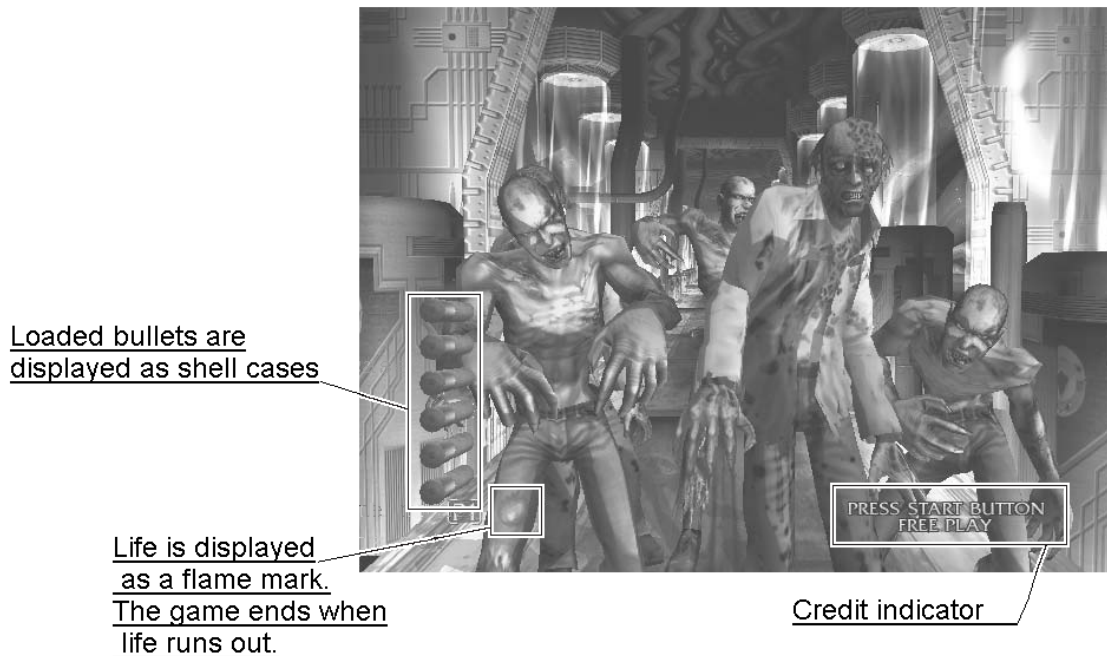 Loaded bullets are
displayed as shell cases
P1
PRESS START BUTTON
FREE PLAY
Life is displayed
as a flame mark.
The game ends when
life runs out.
Credit indicator